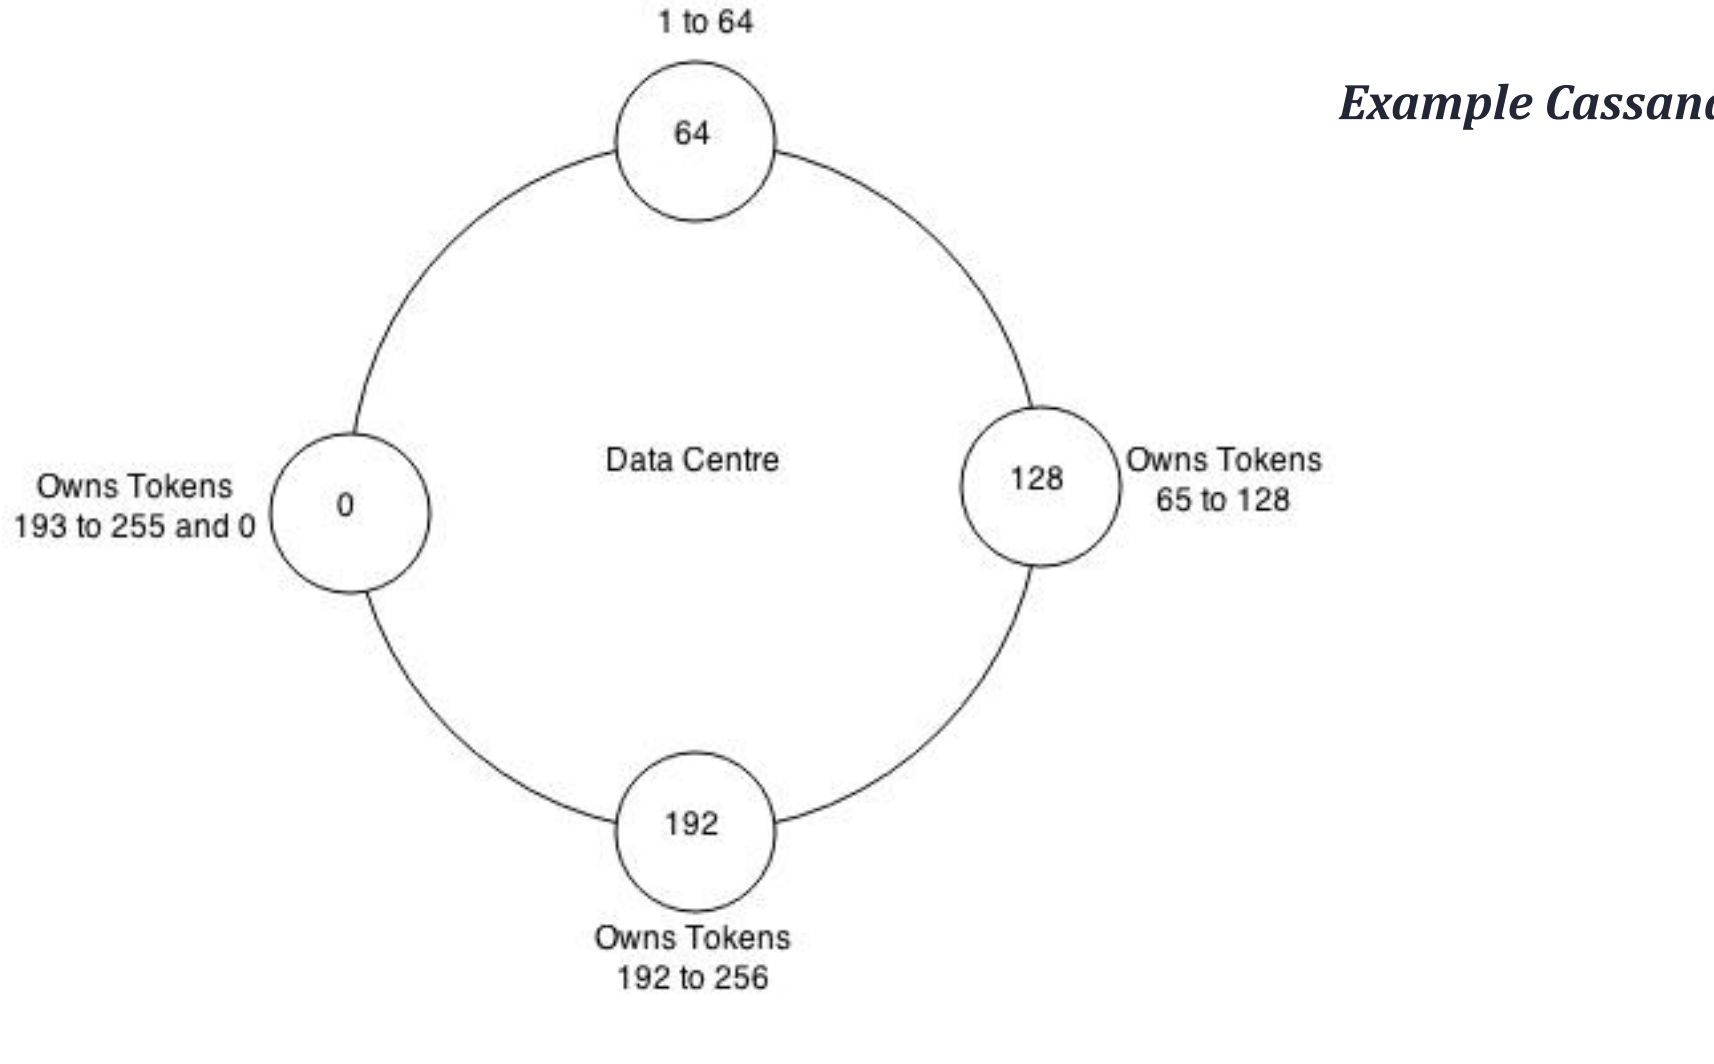 1 to 64
64
Example Cassand
Data Centre
Owns Tokens
193 to 255 and 0
0
128
Owns Tokens
65 to 128
192
Owns Tokens
192 to 256